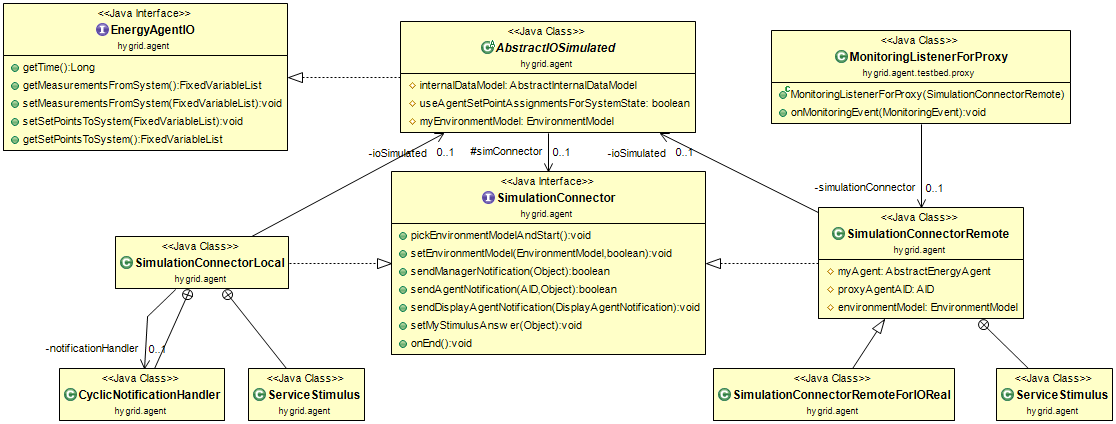 <<Java Interface>>
EnergyAgentIO
hygrid.agent
getTime():Long
getMeasurementsFromSystem():FixedVariableList
setMeasurementsFromSystem(FixedVariableList):void
setSetPointsToSystem(FixedVariableList):void
getSetPointsToSystem():FixedVariableList
<<Java Class>>
AbstractIOSimulated
hygrid.agent
internalDataModel: AbstractInternalDataModel
useAgentSetPointAssignmentsForSystemState: boolean
myEnvironmentModel: EnvironmentModel
<<Java Class>>
MonitoringListenerForProxy
hygrid.agent.testbed.proxy
MonitoringListenerForProxy(SimulationConnectorRemote)
onMonitoringEvent(MonitoringEvent):void
-ioSimulated 0..1
#simConnector 0..1
-ioSimulated 0..1
-simulationConnector 0..1
<<Java Interface>>
SimulationConnector
hygrid.agent
pickEnvironmentModelAndStart():void
setEnvironmentModel(EnvironmentModel,boolean):void
sendManagerNotification(Object):boolean
sendAgentNotification(AID,Object):boolean
sendDisplayAgentNotification(DisplayAgentNotification):void
setMyStimulusAnswer(Object):void
onEnd():void
<<Java Class>>
SimulationConnectorLocal
hygrid.agent
<<Java Class>>
SimulationConnectorRemote
hygrid.agent
myAgent: AbstractEnergyAgent
proxyAgentAID: AID
environmentModel: EnvironmentModel
-notificationHandler 0..1
<<Java Class>>
CyclicNotificationHandler
hygrid.agent
<<Java Class>>
ServiceStimulus
hygrid.agent
<<Java Class>>
SimulationConnectorRemoteForIOReal
hygrid.agent
<<Java Class>>
ServiceStimulus
hygrid.agent